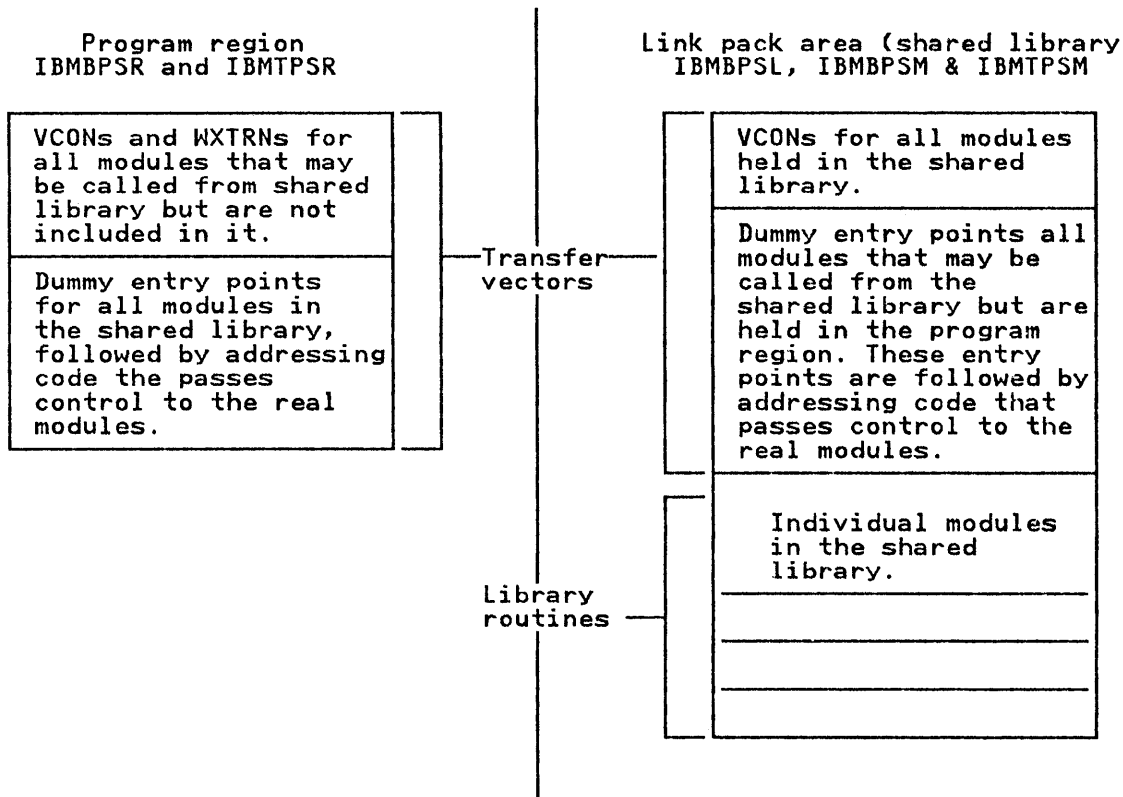 Program region
IBMBPSR and IBMTPSR
VCONs and WXTRNs for
all modules that may
be called from shared
library but are not
included in it.
Dummy entry points
for all modules in
the shared library,
followed by addressing
code the passes
control to the real
modules.
Transfer
vectors
Link pack area (shared library
IBMBPSL, IBMBPSM & IBMTPSM
VCONs for all modules
held in the shared
library.
Dummy entry points all
modules that may be
called from the
shared library but are
held in the program
region. These entry
points are followed by
addressing code that
passes control to the
real modules.
Library
routines
Individual modules
in the shared
library.